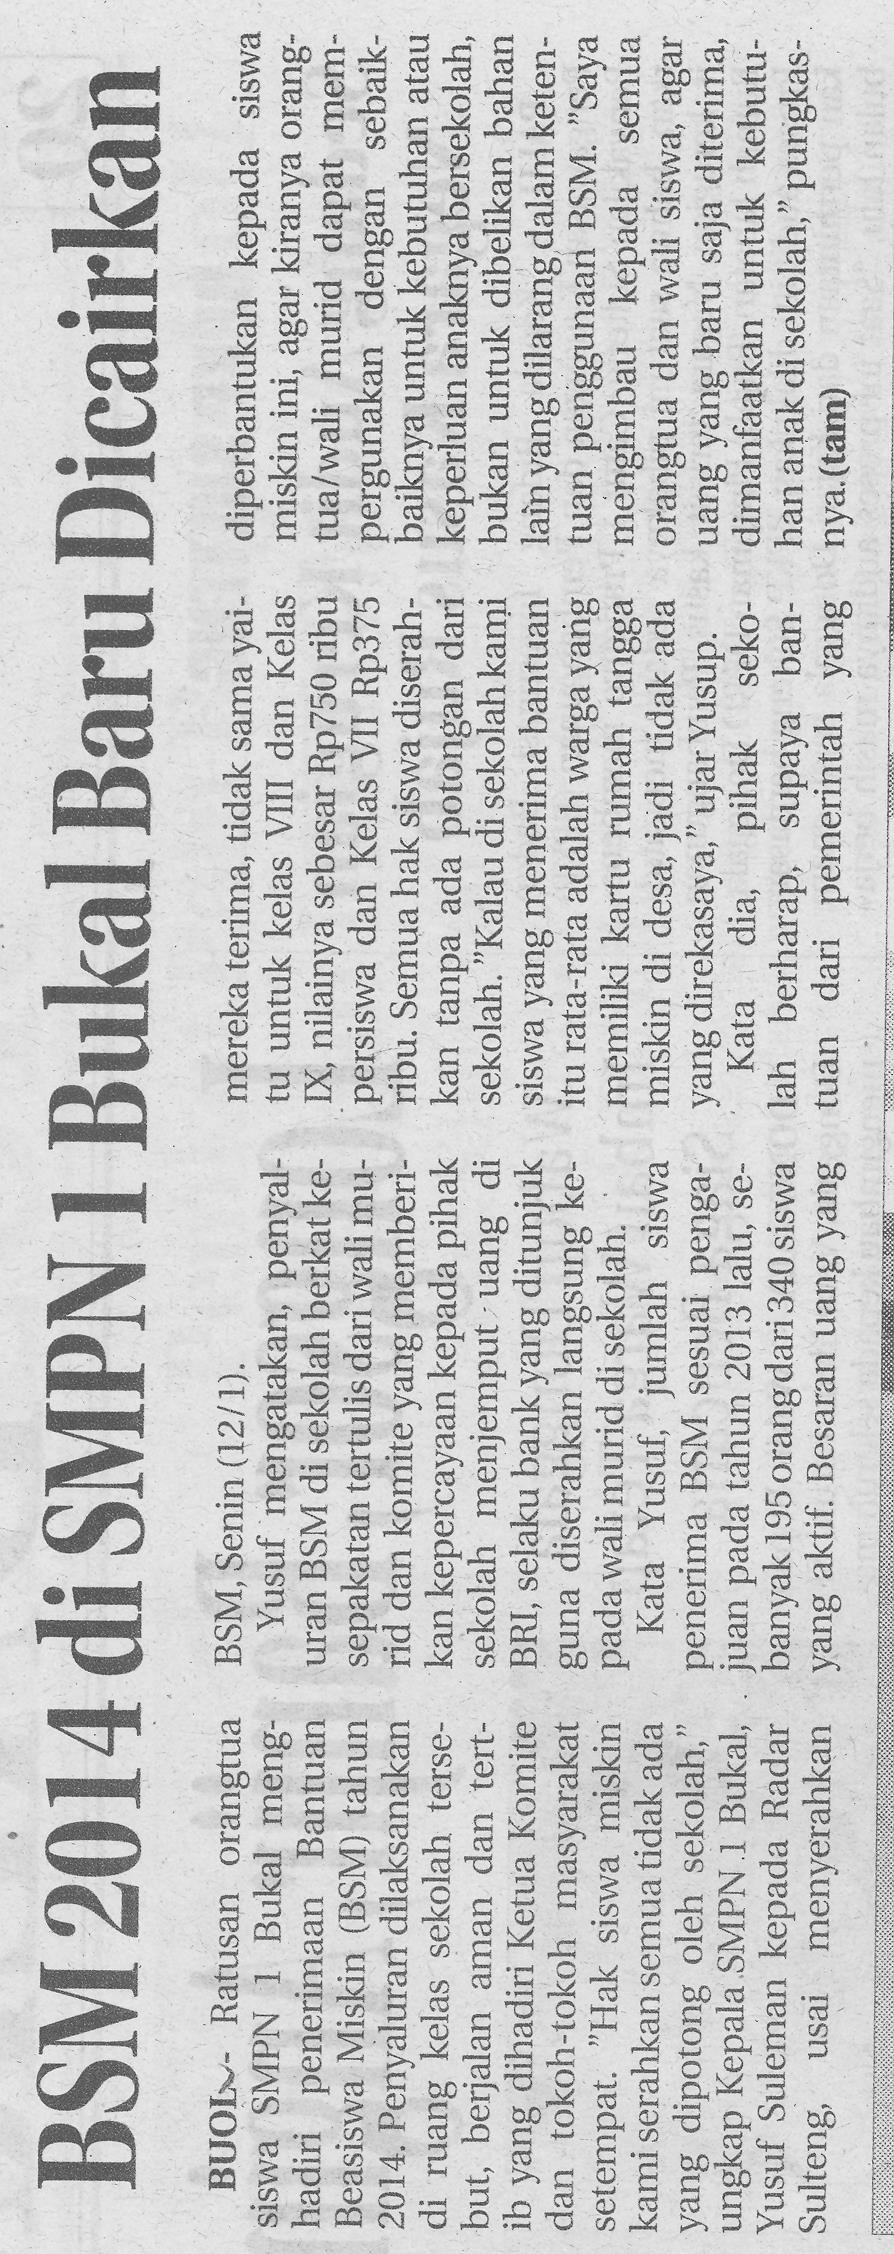 BSM 2014 di SMPN 1 Bukal Baru Dicairkan
BUOL - Ratusan orangtua
siswa SMPN 1 Bukal meng-
hadiri penerimaan Bantuan
Beasiswa Miskin (BSM) tahun
2014. Penyaluran dilaksanakan
di ruang kelas sekolah terse-
but, berjalan aman dan tert-
ib yang dihadiri Ketua Komite
dan tokoh-tokoh masyarakat
setempat. "Hak siswa miskin
kami serahkan semua tidak ada
yang dipotong oleh sekolah,"
ungkap Kepala SMPN 1 Bukal,
Yusuf Suleman kepada Radar
Sulteng, usai menyerahkan
BSM, Senin (12/1).
Yusuf mengatakan, penyal-
uran BSM di sekolah berkat ke-
sepakatan tertulis dari wali mu-
rid dan komite yang memberi-
kan kepercayaan kepada pihak
sekolah menjemput uang di
BRI, selaku bank yang ditunjuk
guna diserahkan langsung ke-
pada wali murid di sekolah.
Kata Yusuf, jumlah siswa
penerima BSM sesuai penga-
juan pada tahun 2013 lalu, se-
banyak 195 orang dari 340 siswa
yang aktif. Besaran uang yang
mereka terima, tidak sama yai-
tu untuk kelas VIII dan Kelas
IX, nilainya sebesar Rp750 ribu
persiswa dan Kelas VII Rp375
ribu. Semua hak siswa diserah-
kan tanpa ada potongan dari
sekolah. "Kalau di sekolah kami
siswa yang menerima bantuan
itu rata-rata adalah warga yang
memiliki kartu rumah tangga
miskin di desa, jadi tidak ada
yang direkasaya," ujar Yusup.
Kata dia, pihak seko-
lah berharap, supaya ban-
tuan dari pemerintah yang
diperbantukan kepada siswa
miskin ini, agar kiranya orang-
tua/wali murid dapat mem-
pergunakan dengan sebaik-
baiknya untuk kebutuhan atau
keperluan anaknya bersekolah,
bukan untuk dibelikan bahan
lain yang dilarang dalam keten-
tuan penggunaan BSM. "Saya
mengimbau kepada semua
orangtua dan wali siswa, agar
uang yang baru saja diterima,
dimanfaatkan untuk kebutu-
han anak di sekolah," pungkas-
nya.(tam)